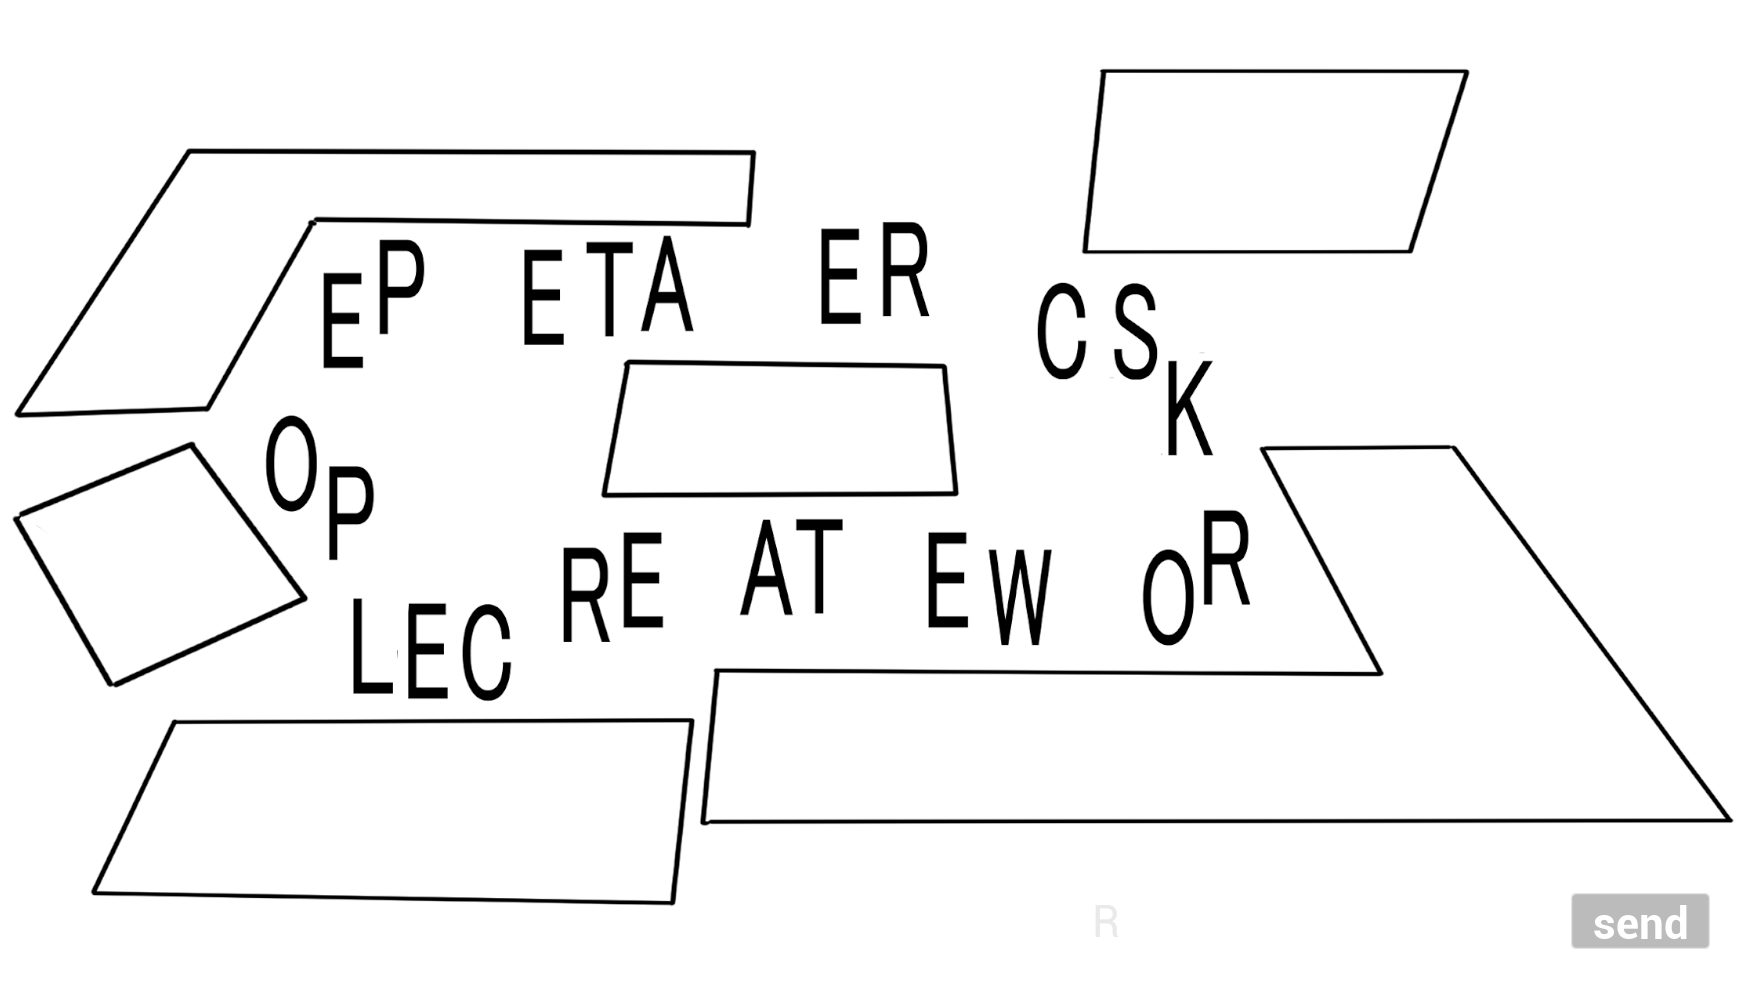 EP ETA ER
CSK
OP
RE AT EW OR
LEC
R
send